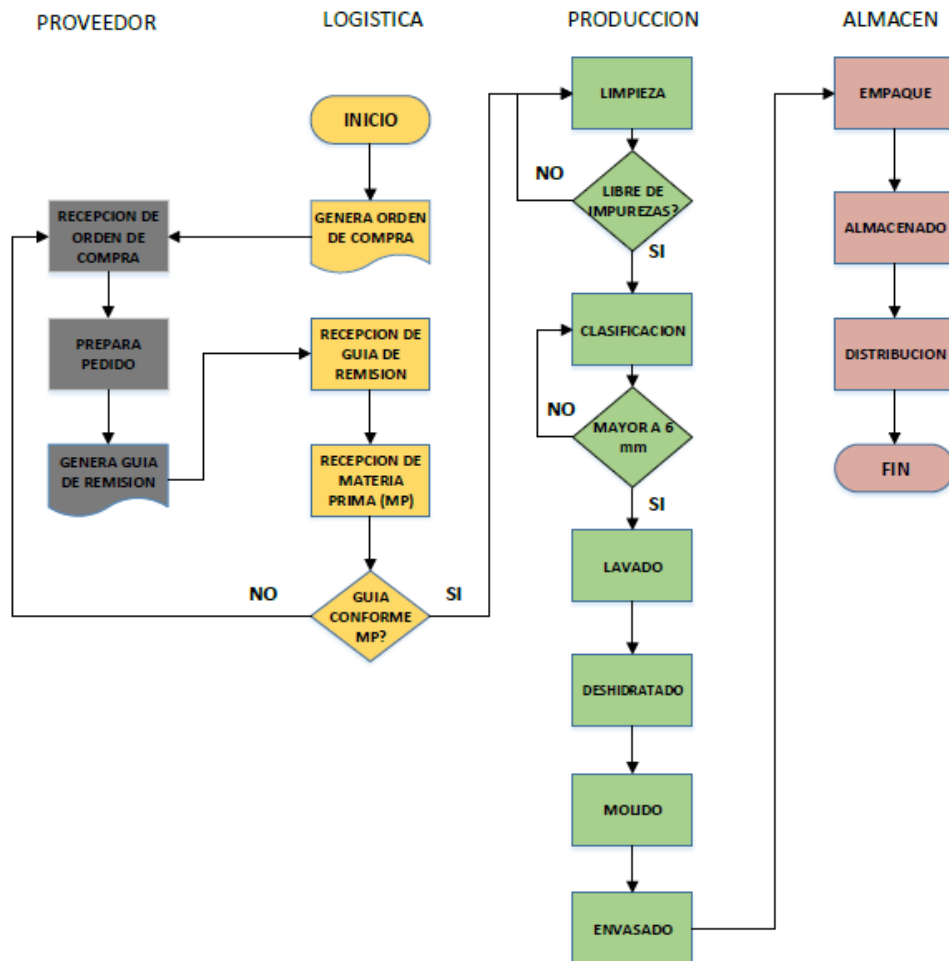 PROVEEDOR
LOGISTICA
PRODUCCION
ALMACEN
INICIO
GENERA ORDEN
DE COMPRA
RECEPCION DE
ORDEN DE
COMPRA
PREPARA
PEDIDO
GENERA GUIA
DE REMISION
RECEPCION DE
GUIA DE
REMISION
RECEPCION DE
MATERIA
PRIMA (MP)
GUIA
CONFORME
MP?
NO
SI
LIMPIEZA
LIBRE DE
IMPUREZAS?
NO
SI
CLASIFICACION
MAYOR A 6
mm
NO
SI
LAVADO
DESHIDRATADO
MOLIDO
ENVASADO
EMPAQUE
ALMACENADO
DISTRIBUCION
FIN